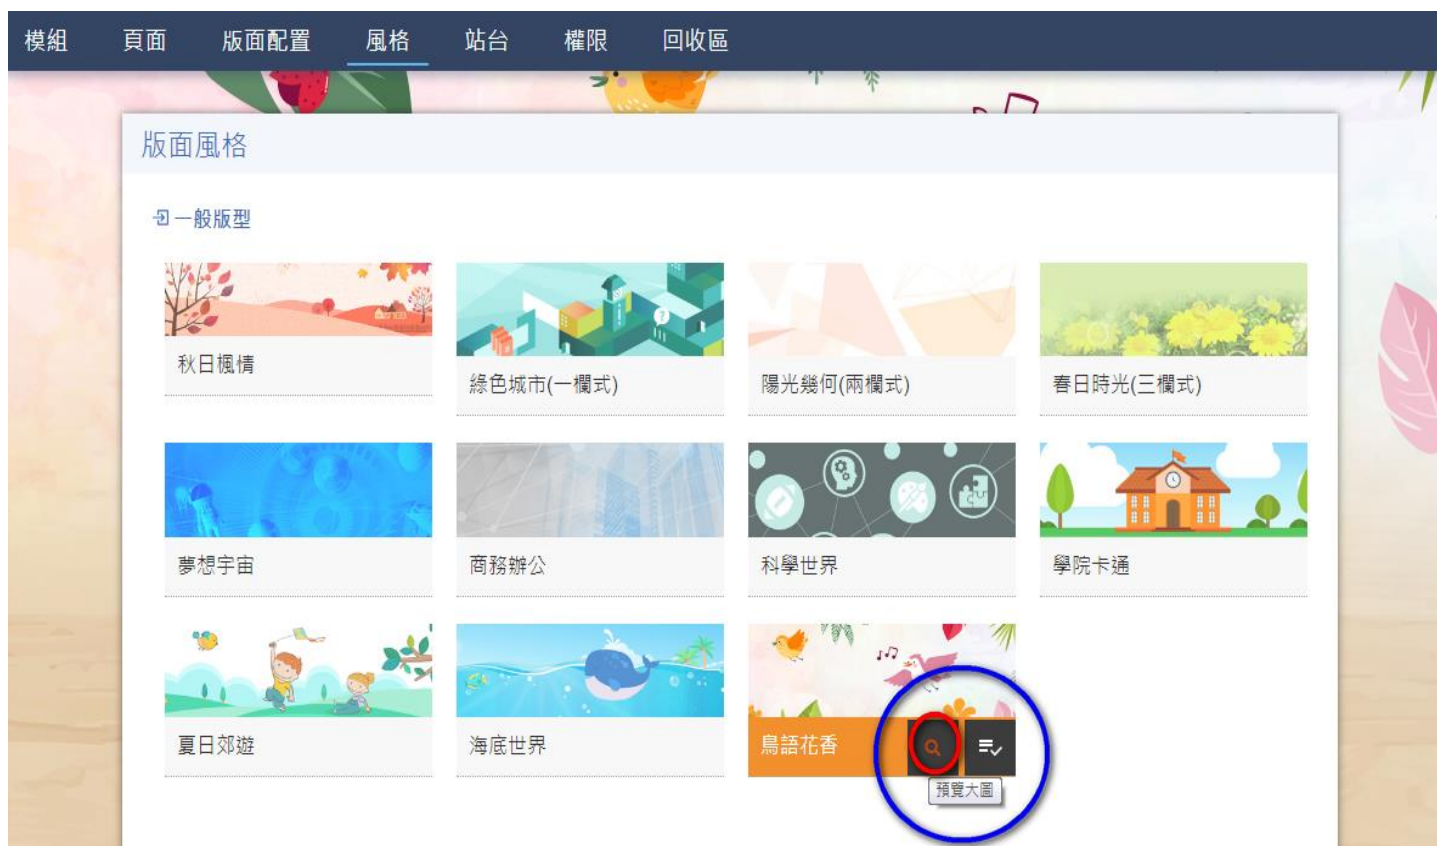 模組 頁面 版面配置 風格 站台 權限 回收區
版面風格
一般版型
秋日楓情
綠色城市(一欄式)
陽光幾何(兩欄式)
春日時光(三欄式)
夢想宇宙
商務辦公
科學世界
學院卡通
夏日郊遊
海底世界
鳥語花香
預覽大圖